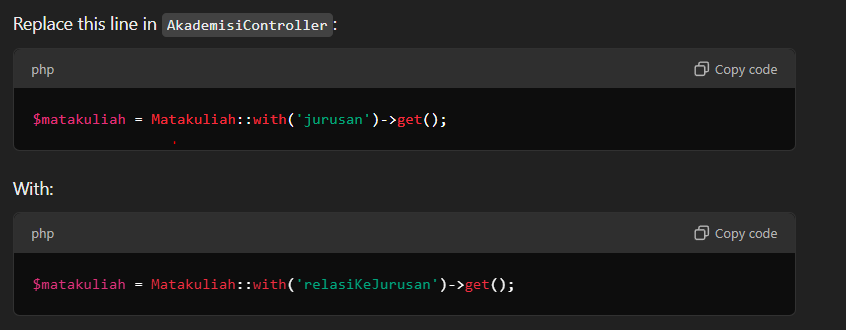 Replace this line in AkademisiController:
php
Copy code
$matakuliah = Matakuliah::with('jurusan')->get();
With:
php
Copy code
$matakuliah = Matakuliah::with('relasiKeJurusan')->get();